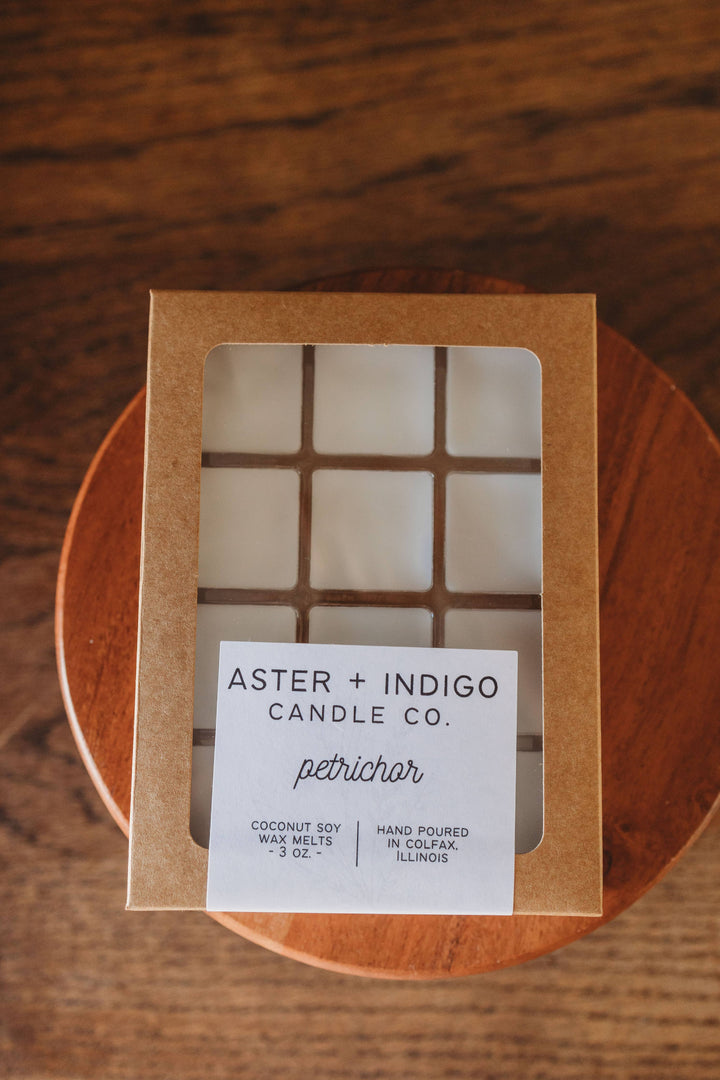 ASTER + INDIGO
CANDLE CO.
petrichor
COCONUT SOY
WAX MELTS
- 3 OZ. -
HAND POURED
IN COLFAX,
ILLINOIS